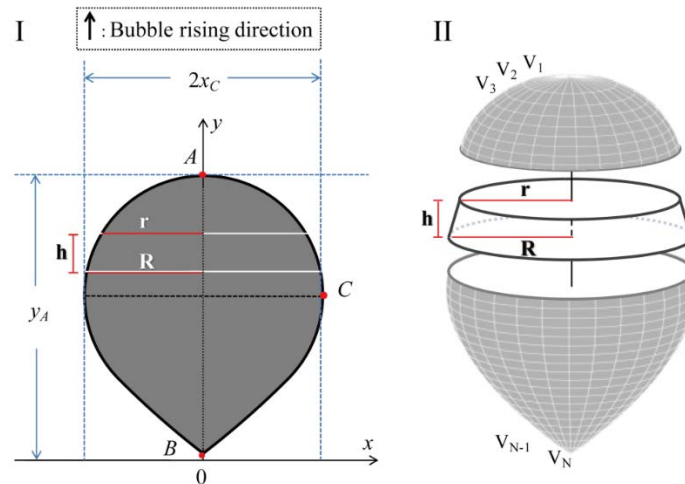 I
↑ : Bubble rising direction
II
2x_C
y
A
r
h
R
C
y_A
B
x
0
V_1
V_2
V_3
r
h
R
V_{N-1}
V_N